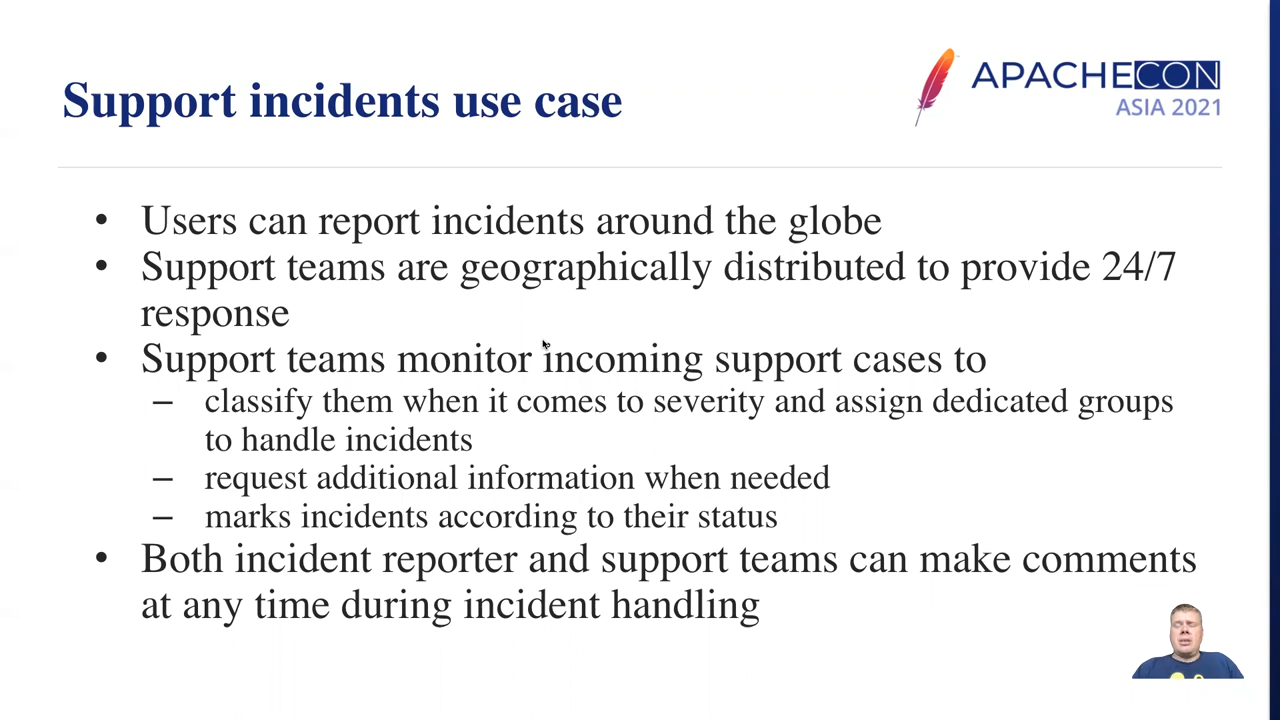 Support incidents use case
APACHECON
ASIA 2021
• Users can report incidents around the globe
• Support teams are geographically distributed to provide 24/7
response
• Support teams monitor incoming support cases to
– classify them when it comes to severity and assign dedicated groups
to handle incidents
– request additional information when needed
– marks incidents according to their status
• Both incident reporter and support teams can make comments
at any time during incident handling